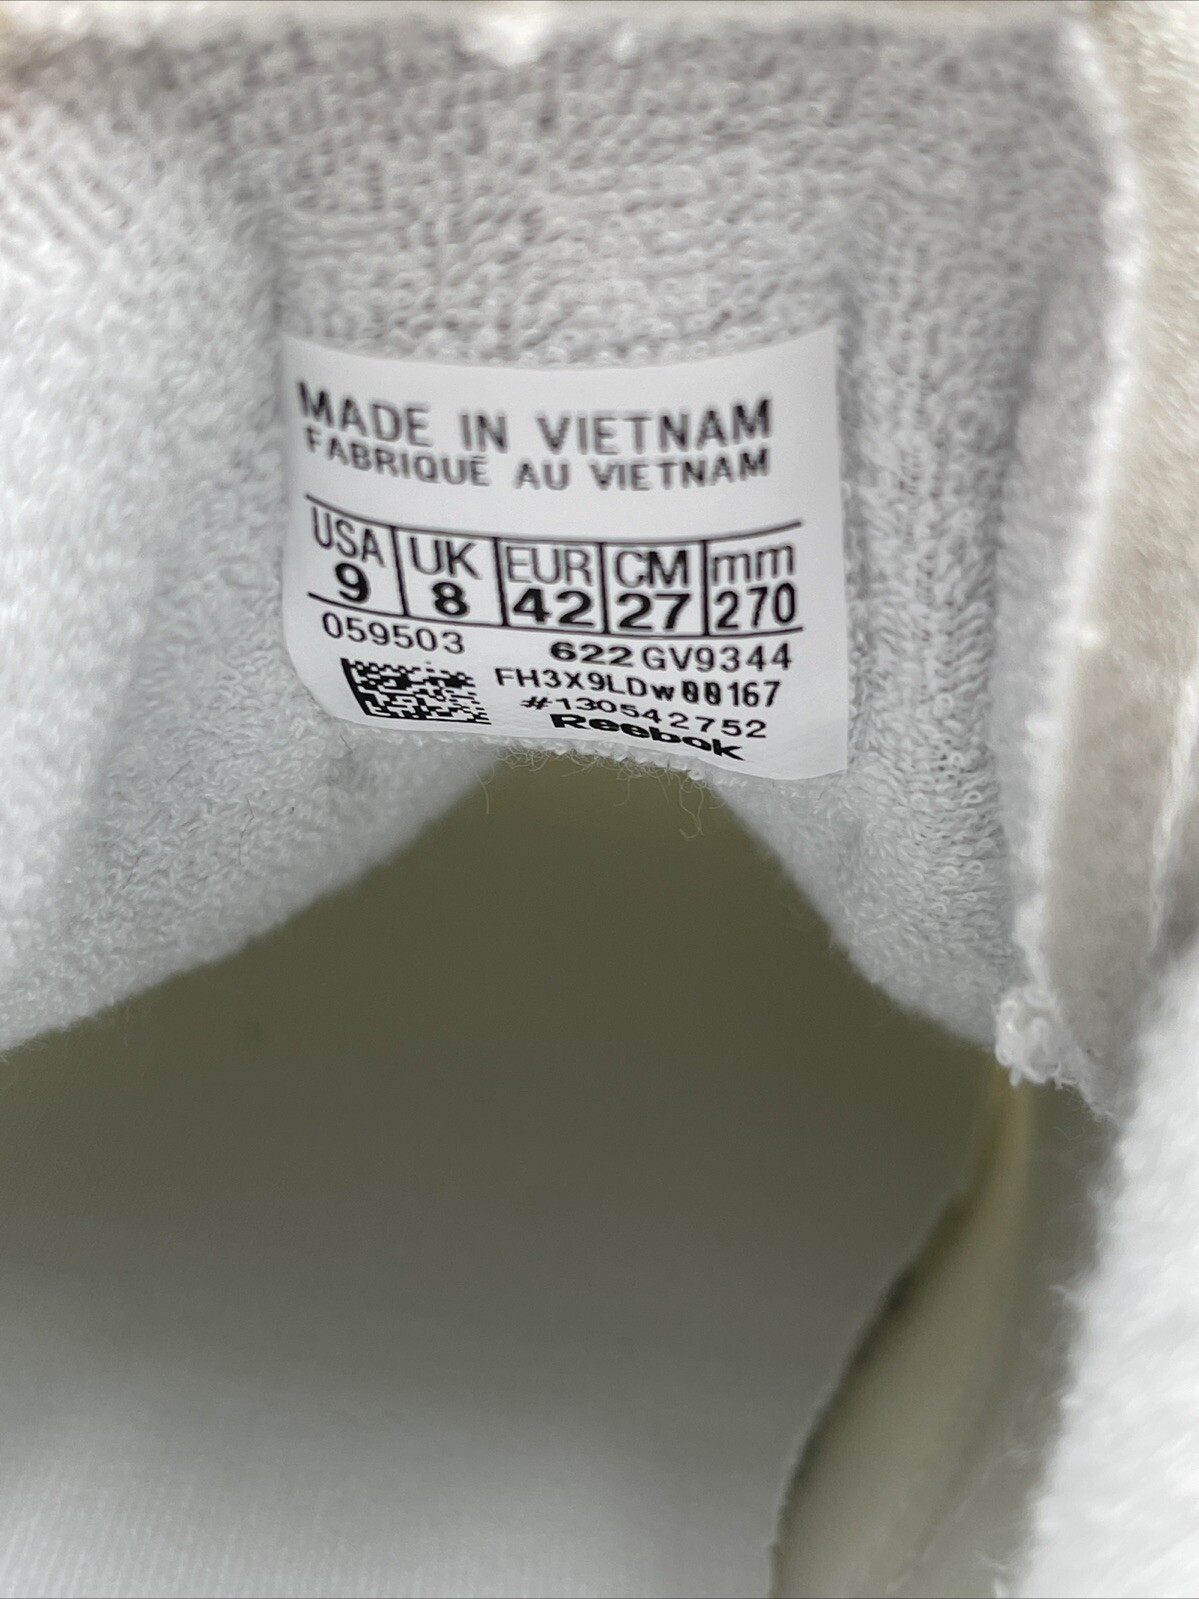 MADE IN VIETNAM
FABRIQUÉ AU VIETNAM
USA UK EUR CM mm
9 8 42 27 270
059503 622 GV9344
FH3X9LDw00167
#130542752
Reebok